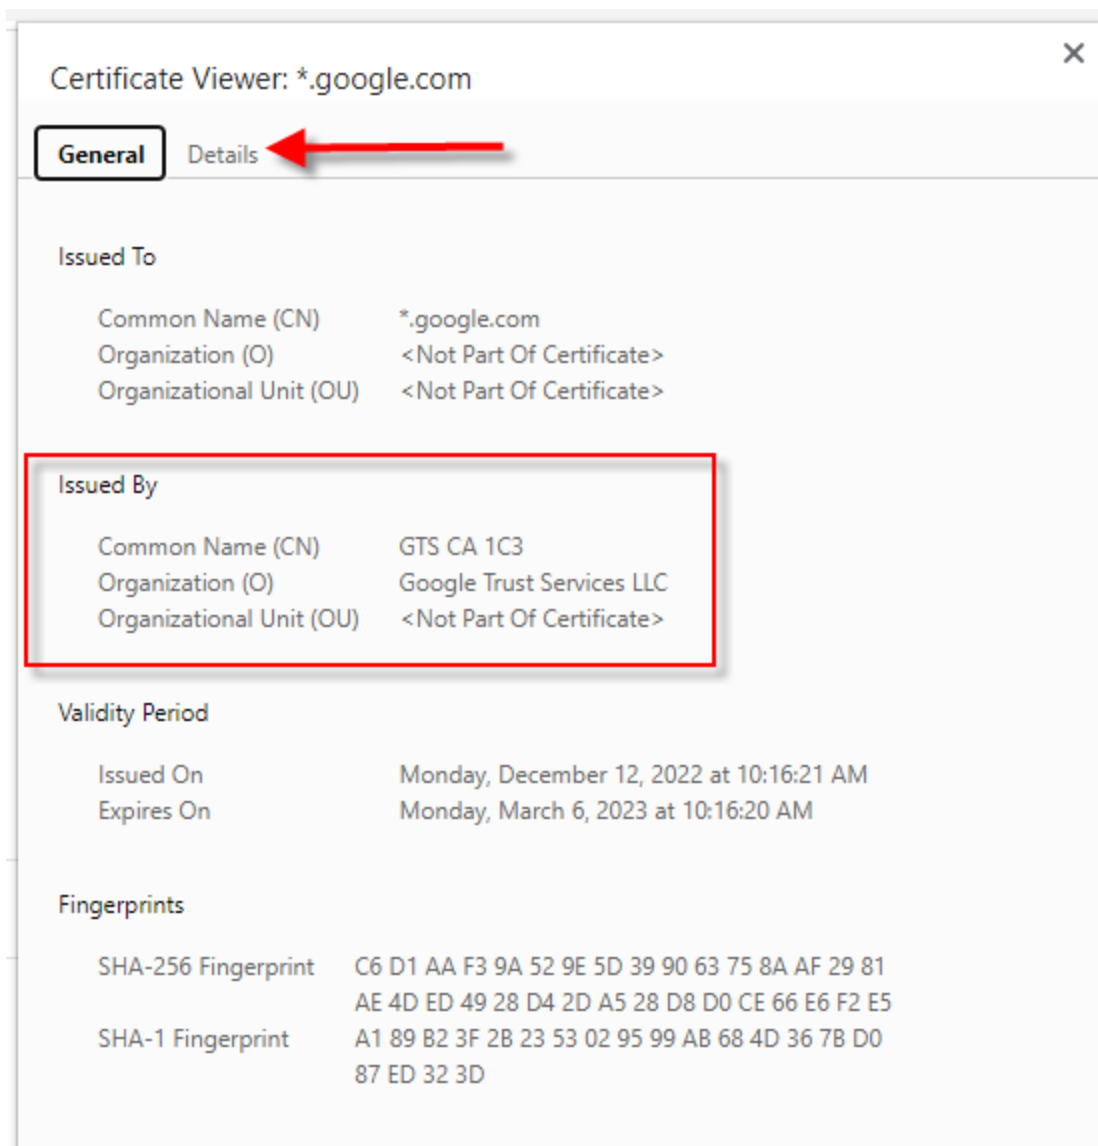 Certificate Viewer: *.google.com
General Details
Issued To
Common Name (CN) *.google.com
Organization (O) <Not Part Of Certificate>
Organizational Unit (OU) <Not Part Of Certificate>
Issued By
Common Name (CN) GTS CA 1C3
Organization (O) Google Trust Services LLC
Organizational Unit (OU) <Not Part Of Certificate>
Validity Period
Issued On Monday, December 12, 2022 at 10:16:21 AM
Expires On Monday, March 6, 2023 at 10:16:20 AM
Fingerprints
SHA-256 Fingerprint C6 D1 AA F3 9A 52 9E 5D 39 90 63 75 8A AF 29 81
AE 4D ED 49 28 D4 2D A5 28 D8 D0 CE 66 E6 F2 E5
SHA-1 Fingerprint A1 89 B2 3F 2B 23 53 02 95 99 AB 68 4D 36 7B D0
87 ED 32 3D